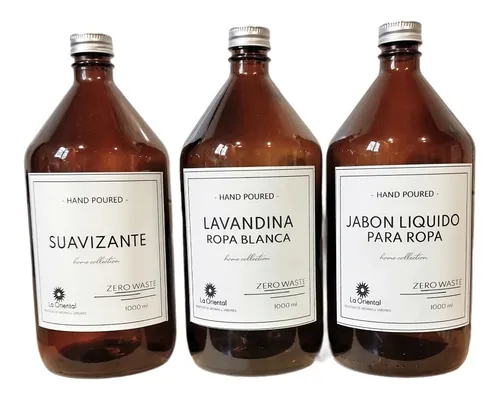 - HAND POURED -
SUAVIZANTE
home collection
ZERO WASTE
La Oriental
1000 ml
- HAND POURED -
LAVANDINA
ROPA BLANCA
home collection
ZERO WASTE
La Oriental
1000 ml
- HAND POURED -
JABON LIQUIDO
PARA ROPA
home collection
ZERO WASTE
La Oriental
1000 ml